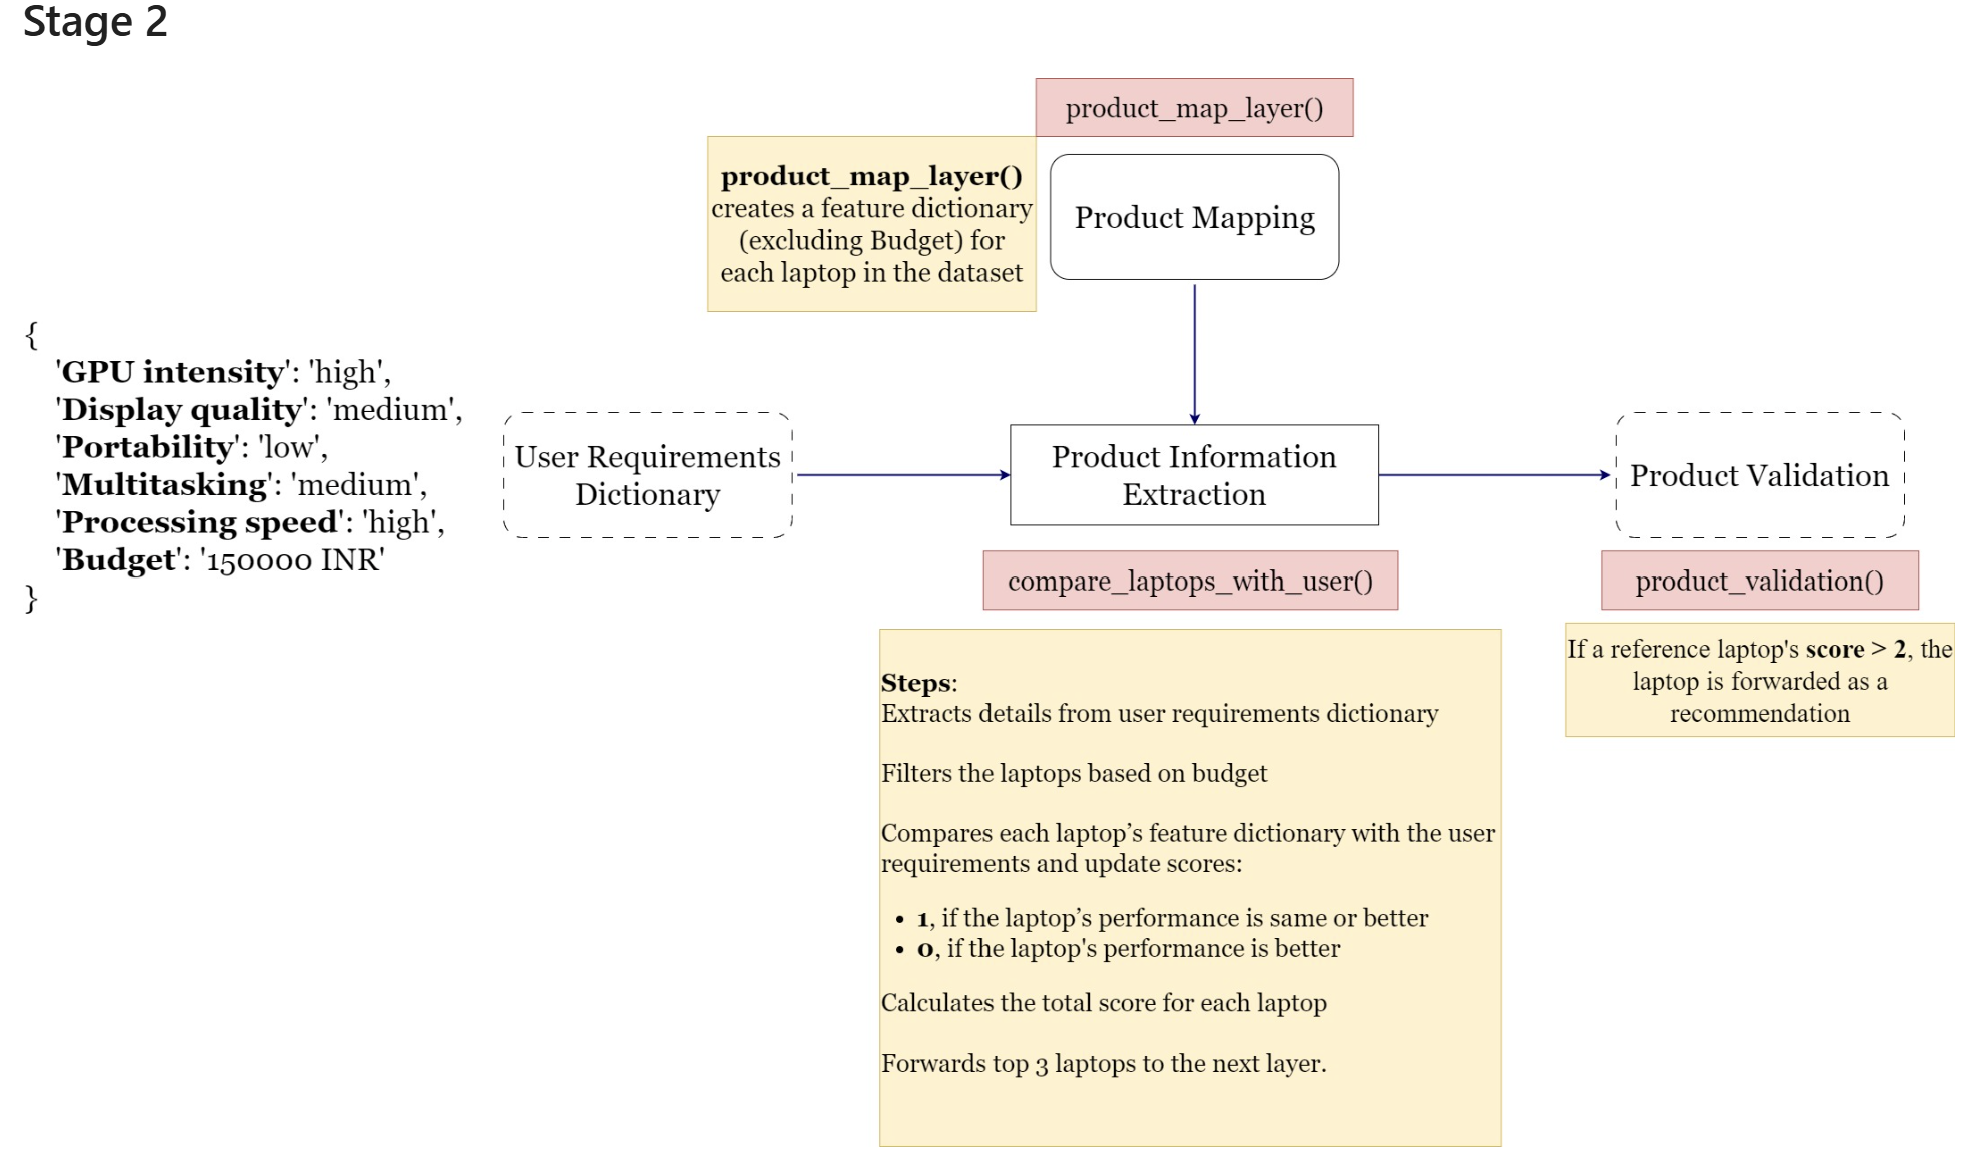 Stage 2
product_map_layer()
product_map_layer()
creates a feature dictionary
(excluding Budget) for
each laptop in the dataset
Product Mapping
{
'GPU intensity': 'high',
'Display quality': 'medium',
'Portability': 'low',
'Multitasking': 'medium',
'Processing speed': 'high',
'Budget': '150000 INR'
}
User Requirements
Dictionary
Product Information
Extraction
Product Validation
compare_laptops_with_user()
product_validation()
Steps:
Extracts details from user requirements dictionary
Filters the laptops based on budget
Compares each laptop’s feature dictionary with the user
requirements and update scores:
• 1, if the laptop’s performance is same or better
• 0, if the laptop's performance is better
Calculates the total score for each laptop
Forwards top 3 laptops to the next layer.
If a reference laptop's score > 2, the
laptop is forwarded as a
recommendation